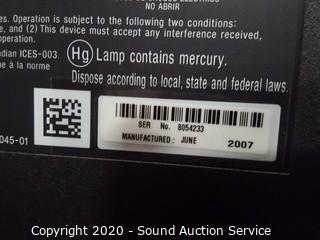 NO ABRIR
es. Operation is subject to the following two conditions:
e, and (2) This device must accept any interference received,
operation.
adian ICES-003.
e à la norme
Hg Lamp contains mercury.
Dispose according to local, state and federal laws.
045-01
SER No. 8054233
MANUFACTURED: JUNE 2007
Copyright 2020 - Sound Auction Service